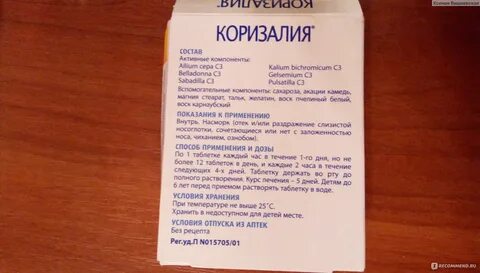 Ксения Вишневская
КОРИЗАЛИЯ
КОРИЗАЛИЯ®
СОСТАВ
Активные компоненты:
Allium cepa C3 Kalium bichromicum C3
Belladonna C3 Gelsemium C3
Sabadilla C3 Pulsatilla C3
Вспомогательные компоненты: сахароза, акации камедь,
магния стеарат, тальк, желатин, воск пчелиный белый,
воск карнаубский
ПОКАЗАНИЯ К ПРИМЕНЕНИЮ
Внутрь. Насморк (отек и/или раздражение слизистой
носоглотки, сочетающиеся или нет с заложенностью
носа, чиханием, ознобом).
СПОСОБ ПРИМЕНЕНИЯ И ДОЗЫ
По 1 таблетке каждый час в течение 1-го дня, но не
более 12 таблеток в день, и каждые 2 часа в течение
следующих 4-х дней. Таблетку держать во рту до
полного растворения. Курс лечения – 5 дней. Детям до
6 лет перед приемом растворять таблетку в воде.
УСЛОВИЯ ХРАНЕНИЯ
При температуре не выше 25˚С.
Хранить в недоступном для детей месте.
УСЛОВИЯ ОТПУСКА ИЗ АПТЕК
Без рецепта
Рег.уд.П N015705/01
RECOMMEND.RU